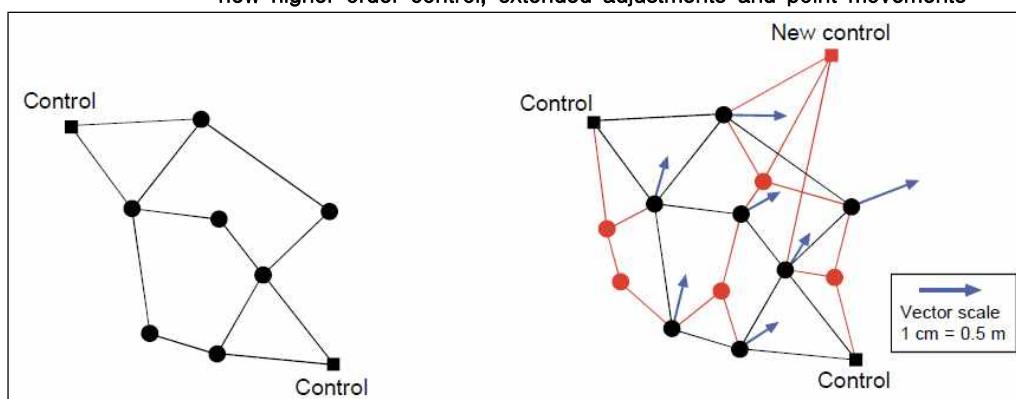 new higher order control, extended adjustments and point movements
Control
Control
New control
Control
Control
Vector scale
1 cm = 0.5 m